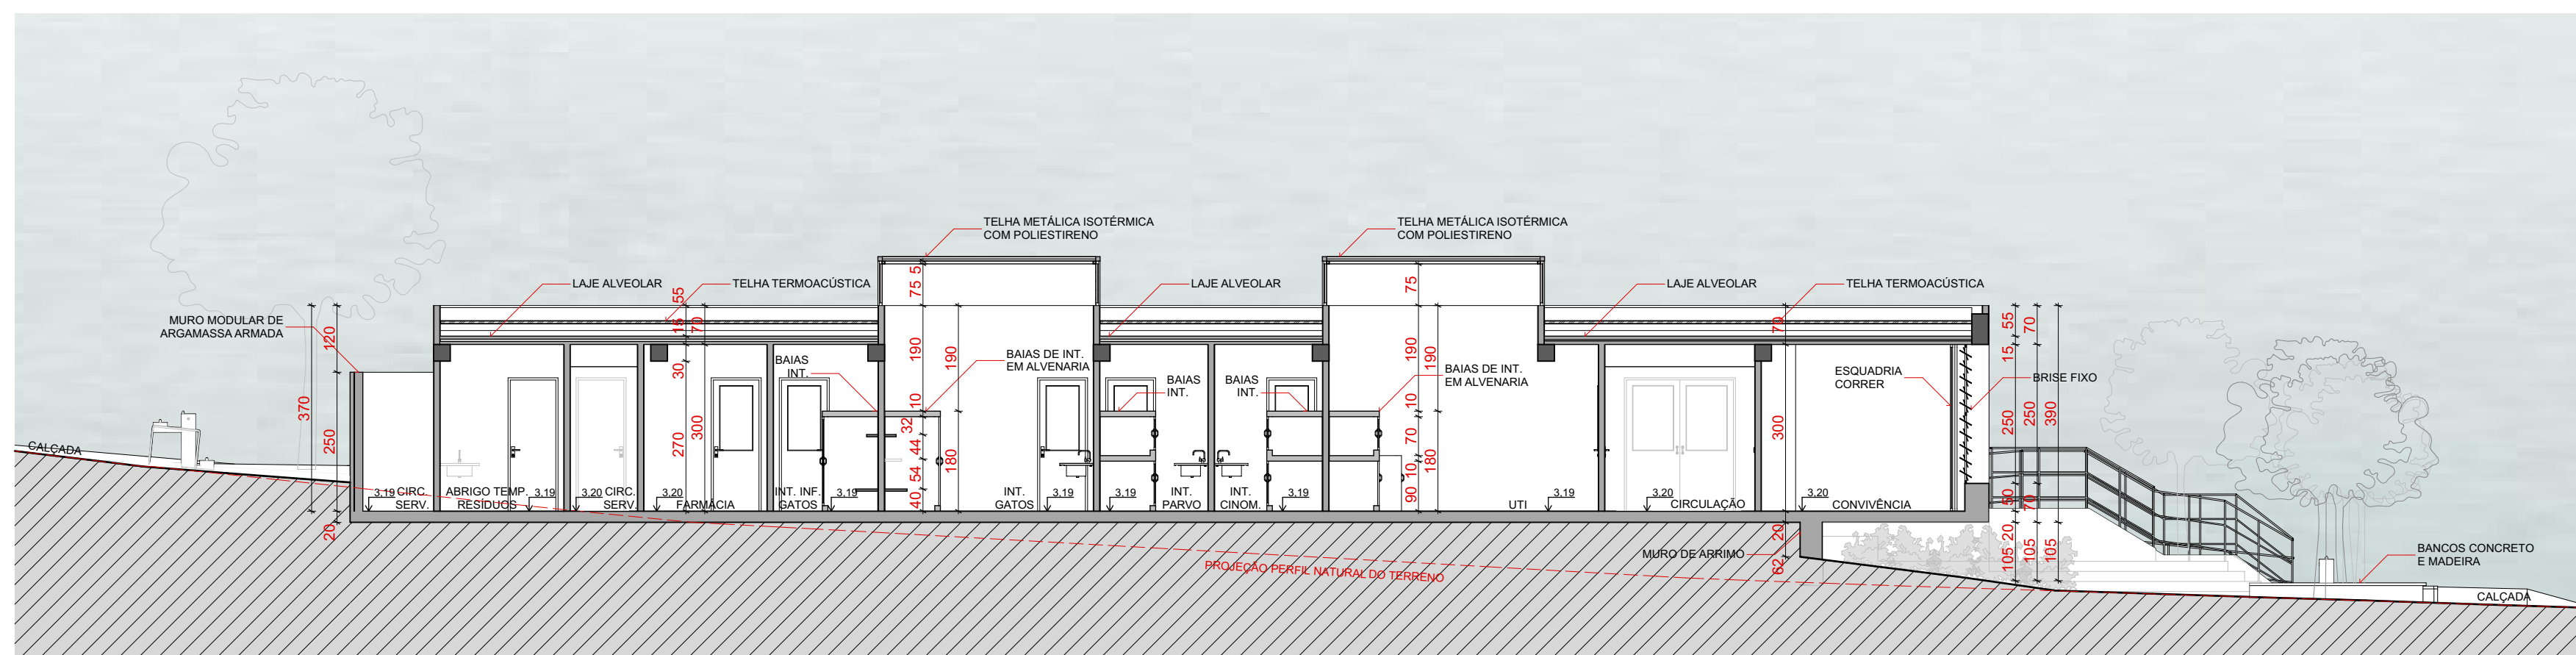 TELHA METÁLICA ISOTÉRMICA
COM POLIESTIRENO
TELHA METÁLICA ISOTÉRMICA
COM POLIESTIRENO
LAJE ALVEOLAR
TELHA TERMOACÚSTICA
LAJE ALVEOLAR
LAJE ALVEOLAR
TELHA TERMOACÚSTICA
MURO MODULAR DE
ARGAMASSA ARMADA
BAIAS
INT.
BAIAS DE INT.
EM ALVENARIA
BAIAS
INT.
BAIAS
INT.
BAIAS DE INT.
EM ALVENARIA
ESQUADRIA
CORRER
BRISE FIXO
CALÇADA
3,19
CIRC.
SERV.
ABRIGO TEMP.
RESÍDUOS
3,19
3,20
CIRC.
SERV.
3,20
FARMÁCIA
INT. INF.
GATOS
3,19
INT.
GATOS
3,19
3,19
INT.
PARVO
INT.
CINOM.
3,19
UTI
3,19
3,20
CIRCULAÇÃO
3,20
CONVIVÊNCIA
MURO DE ARRIMO
PROJEÇÃO PERFIL NATURAL DO TERRENO
BANCOS CONCRETO
E MADEIRA
CALÇADA
370
120
250
20
55
15
30
270
70
300
5
75
190
10
32
44
54
40
190
180
75
190
10
70
10
90
190
180
70
300
20
62
55
15
250
50
20
105
70
250
70
105
390
105